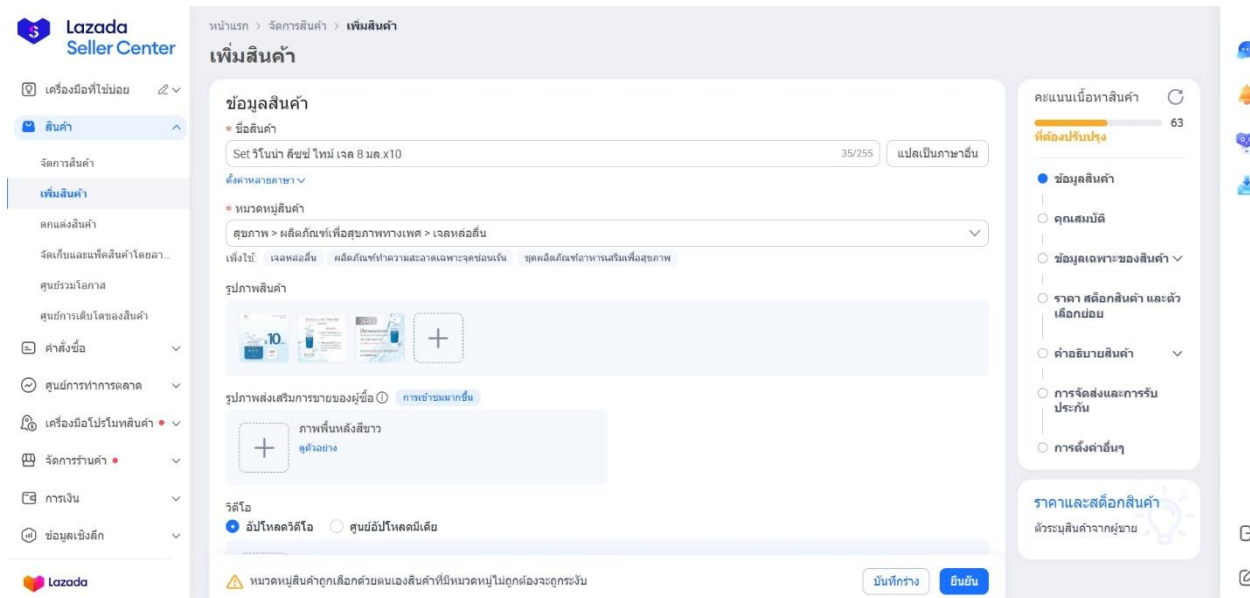 Lazada
Seller Center
เครื่องมือที่ใช้บ่อย
สินค้า
จัดการสินค้า
เพิ่มสินค้า
ตกแต่งสินค้า
จัดเก็บและแพ็คสินค้าโดยลา...
ศูนย์รวมโอกาส
ศูนย์การเติบโตของสินค้า
คำสั่งซื้อ
ศูนย์การทำการตลาด
เครื่องมือโปรโมทสินค้า
จัดการร้านค้า
การเงิน
ข้อมูลเชิงลึก
Lazada
หน้าแรก > จัดการสินค้า > เพิ่มสินค้า
เพิ่มสินค้า
ข้อมูลสินค้า
* ชื่อสินค้า
Set วิโนน่า ลีซซ์ ไทม์ เจล 8 มล.x10 35/255 แปลเป็นภาษาอื่น
ตั้งค่าหลายภาษา
* หมวดหมู่สินค้า
สุขภาพ > ผลิตภัณฑ์เพื่อสุขภาพทางเพศ > เจลหล่อลื่น
เพิ่งใช้: เจลหล่อลื่น ผลิตภัณฑ์ทำความสะอาดเฉพาะจุดซ่อนเร้น ชุดผลิตภัณฑ์อาหารเสริมเพื่อสุขภาพ
รูปภาพสินค้า
x10
รูปภาพส่งเสริมการขายของผู้ซื้อ การเข้าชมมากขึ้น
ภาพพื้นหลังสีขาว
ดูตัวอย่าง
วิดีโอ
อัปโหลดวิดีโอ ศูนย์อัปโหลดมีเดีย
หมวดหมู่สินค้าถูกเลือกด้วยตนเองสินค้าที่มีหมวดหมู่ไม่ถูกต้องจะถูกระงับ
บันทึกร่าง ยืนยัน
คะแนนเนื้อหาสินค้า
63
ที่ต้องปรับปรุง
ข้อมูลสินค้า
คุณสมบัติ
ข้อมูลเฉพาะของสินค้า
ราคา สต็อกสินค้า และตัว
เลือกย่อย
คำอธิบายสินค้า
การจัดส่งและการรับ
ประกัน
การตั้งค่าอื่นๆ
ราคาและสต็อกสินค้า
ตัวระบุสินค้าจากผู้ขาย